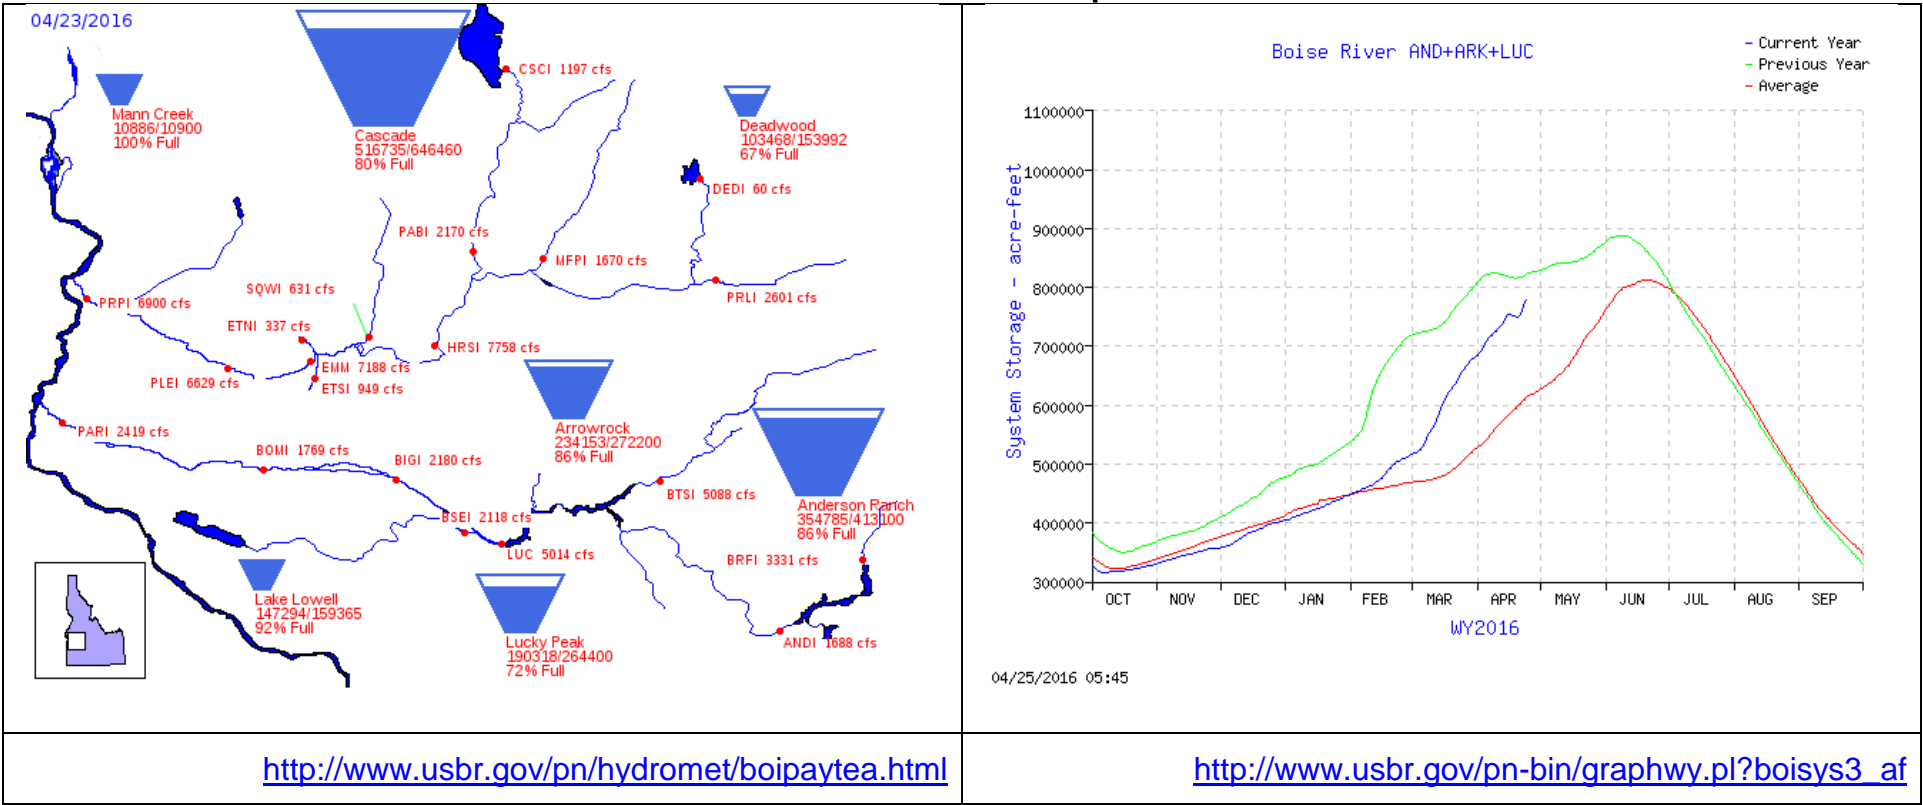 04/23/2016
Mann Creek
10886/10900
100% Full
Cascade
516735/646460
80% Full
CSCI 1197 cfs
Deadwood
103468/153992
67% Full
DEDI 60 cfs
PABI 2170 cfs
MFPI 1670 cfs
PRLI 2601 cfs
SQWI 631 cfs
PRPI 6900 cfs
ETNI 337 cfs
HRSI 7758 cfs
EMM 7188 cfs
ETSI 949 cfs
PLEI 6629 cfs
PARI 2419 cfs
Arrowrock
234153/272200
86% Full
BOMI 1769 cfs
BIGI 2180 cfs
BTSI 5088 cfs
Anderson Ranch
354785/413100
86% Full
BSEI 2118 cfs
LUC 5014 cfs
BRFI 3331 cfs
Lake Lowell
147294/159365
92% Full
Lucky Peak
190318/264400
72% Full
ANDI 1688 cfs
http://www.usbr.gov/pn/hydromet/boipaytea.html
Boise River AND+ARK+LUC
Current Year
Previous Year
Average
System Storage - acre-feet
1100000
1000000
900000
800000
700000
600000
500000
400000
300000
OCT NOV DEC JAN FEB MAR APR MAY JUN JUL AUG SEP
WY2016
04/25/2016 05:45
http://www.usbr.gov/pn-bin/graphwy.pl?boisys3_af